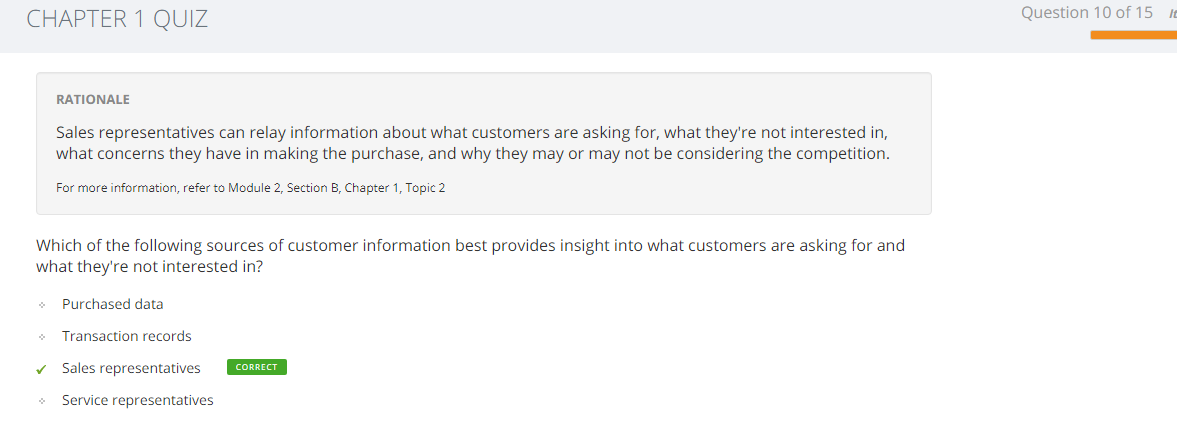 CHAPTER 1 QUIZ
Question 10 of 15
RATIONALE
Sales representatives can relay information about what customers are asking for, what they're not interested in,
what concerns they have in making the purchase, and why they may or may not be considering the competition.
For more information, refer to Module 2, Section B, Chapter 1, Topic 2
Which of the following sources of customer information best provides insight into what customers are asking for and
what they're not interested in?
Purchased data
Transaction records
Sales representatives CORRECT
Service representatives